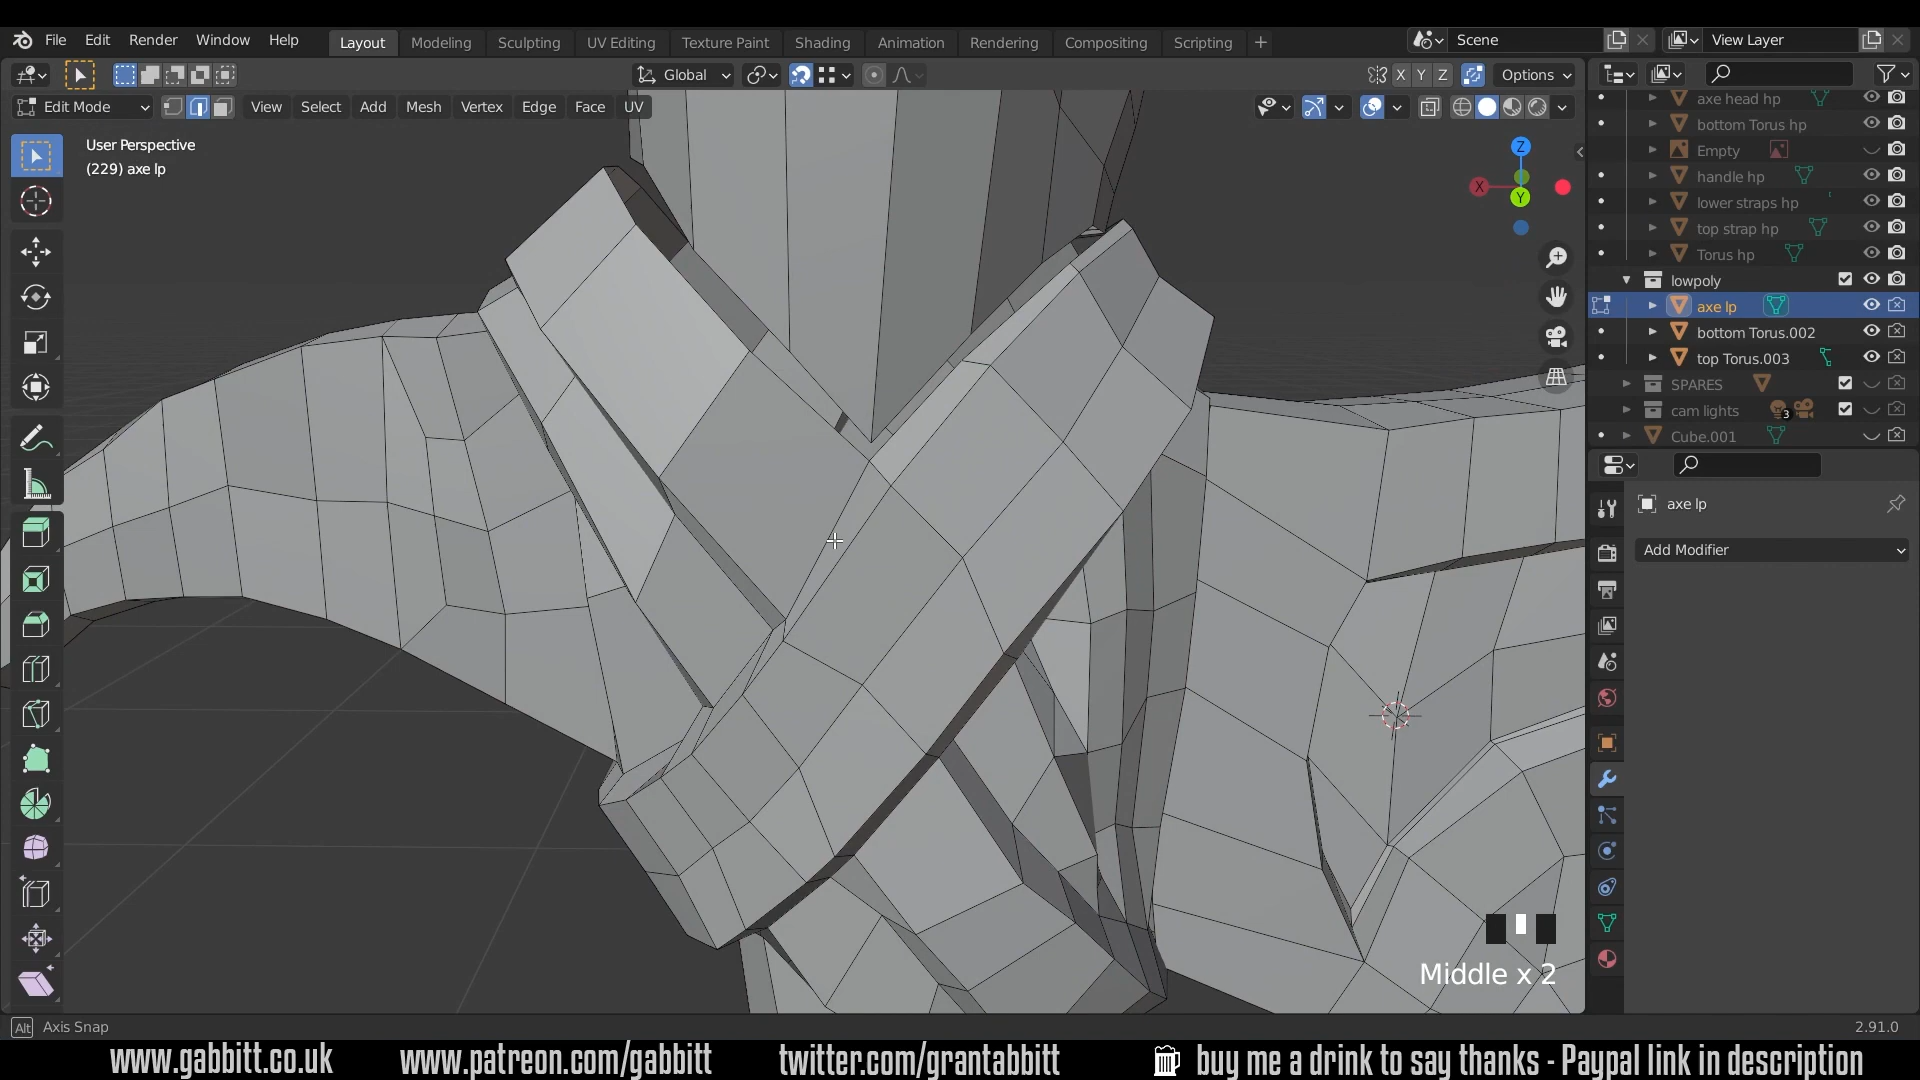 File Edit Render Window Help
Layout Modeling Sculpting UV Editing Texture Paint Shading Animation Rendering Compositing Scripting
Scene
View Layer
Global
X Y Z
Options
Edit Mode
View Select Add Mesh Vertex Edge Face UV
User Perspective
(229) axe lp
Z
X
Y
axe head hp
bottom Torus hp
Empty
handle hp
lower straps hp
top strap hp
Torus hp
lowpoly
axe lp
bottom Torus.002
top Torus.003
SPARES
cam lights
3
Cube.001
axe lp
Add Modifier
Middle x 2
Alt Axis Snap
2.91.0
www.gabbitt.co.uk www.patreon.com/gabbitt twitter.com/grantabbitt buy me a drink to say thanks - Paypal link in description